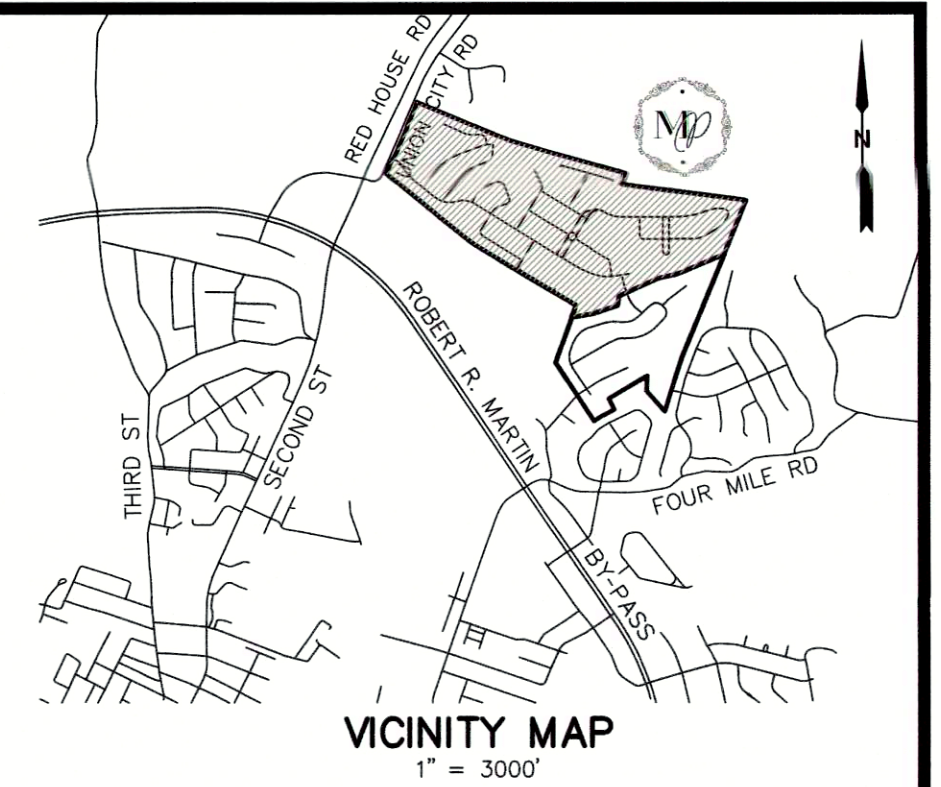 RED HOUSE RD
UNION CITY RD
MP
N
ROBERT R. MARTIN BY-PASS
SECOND ST
THIRD ST
FOUR MILE RD
VICINITY MAP
1" = 3000'